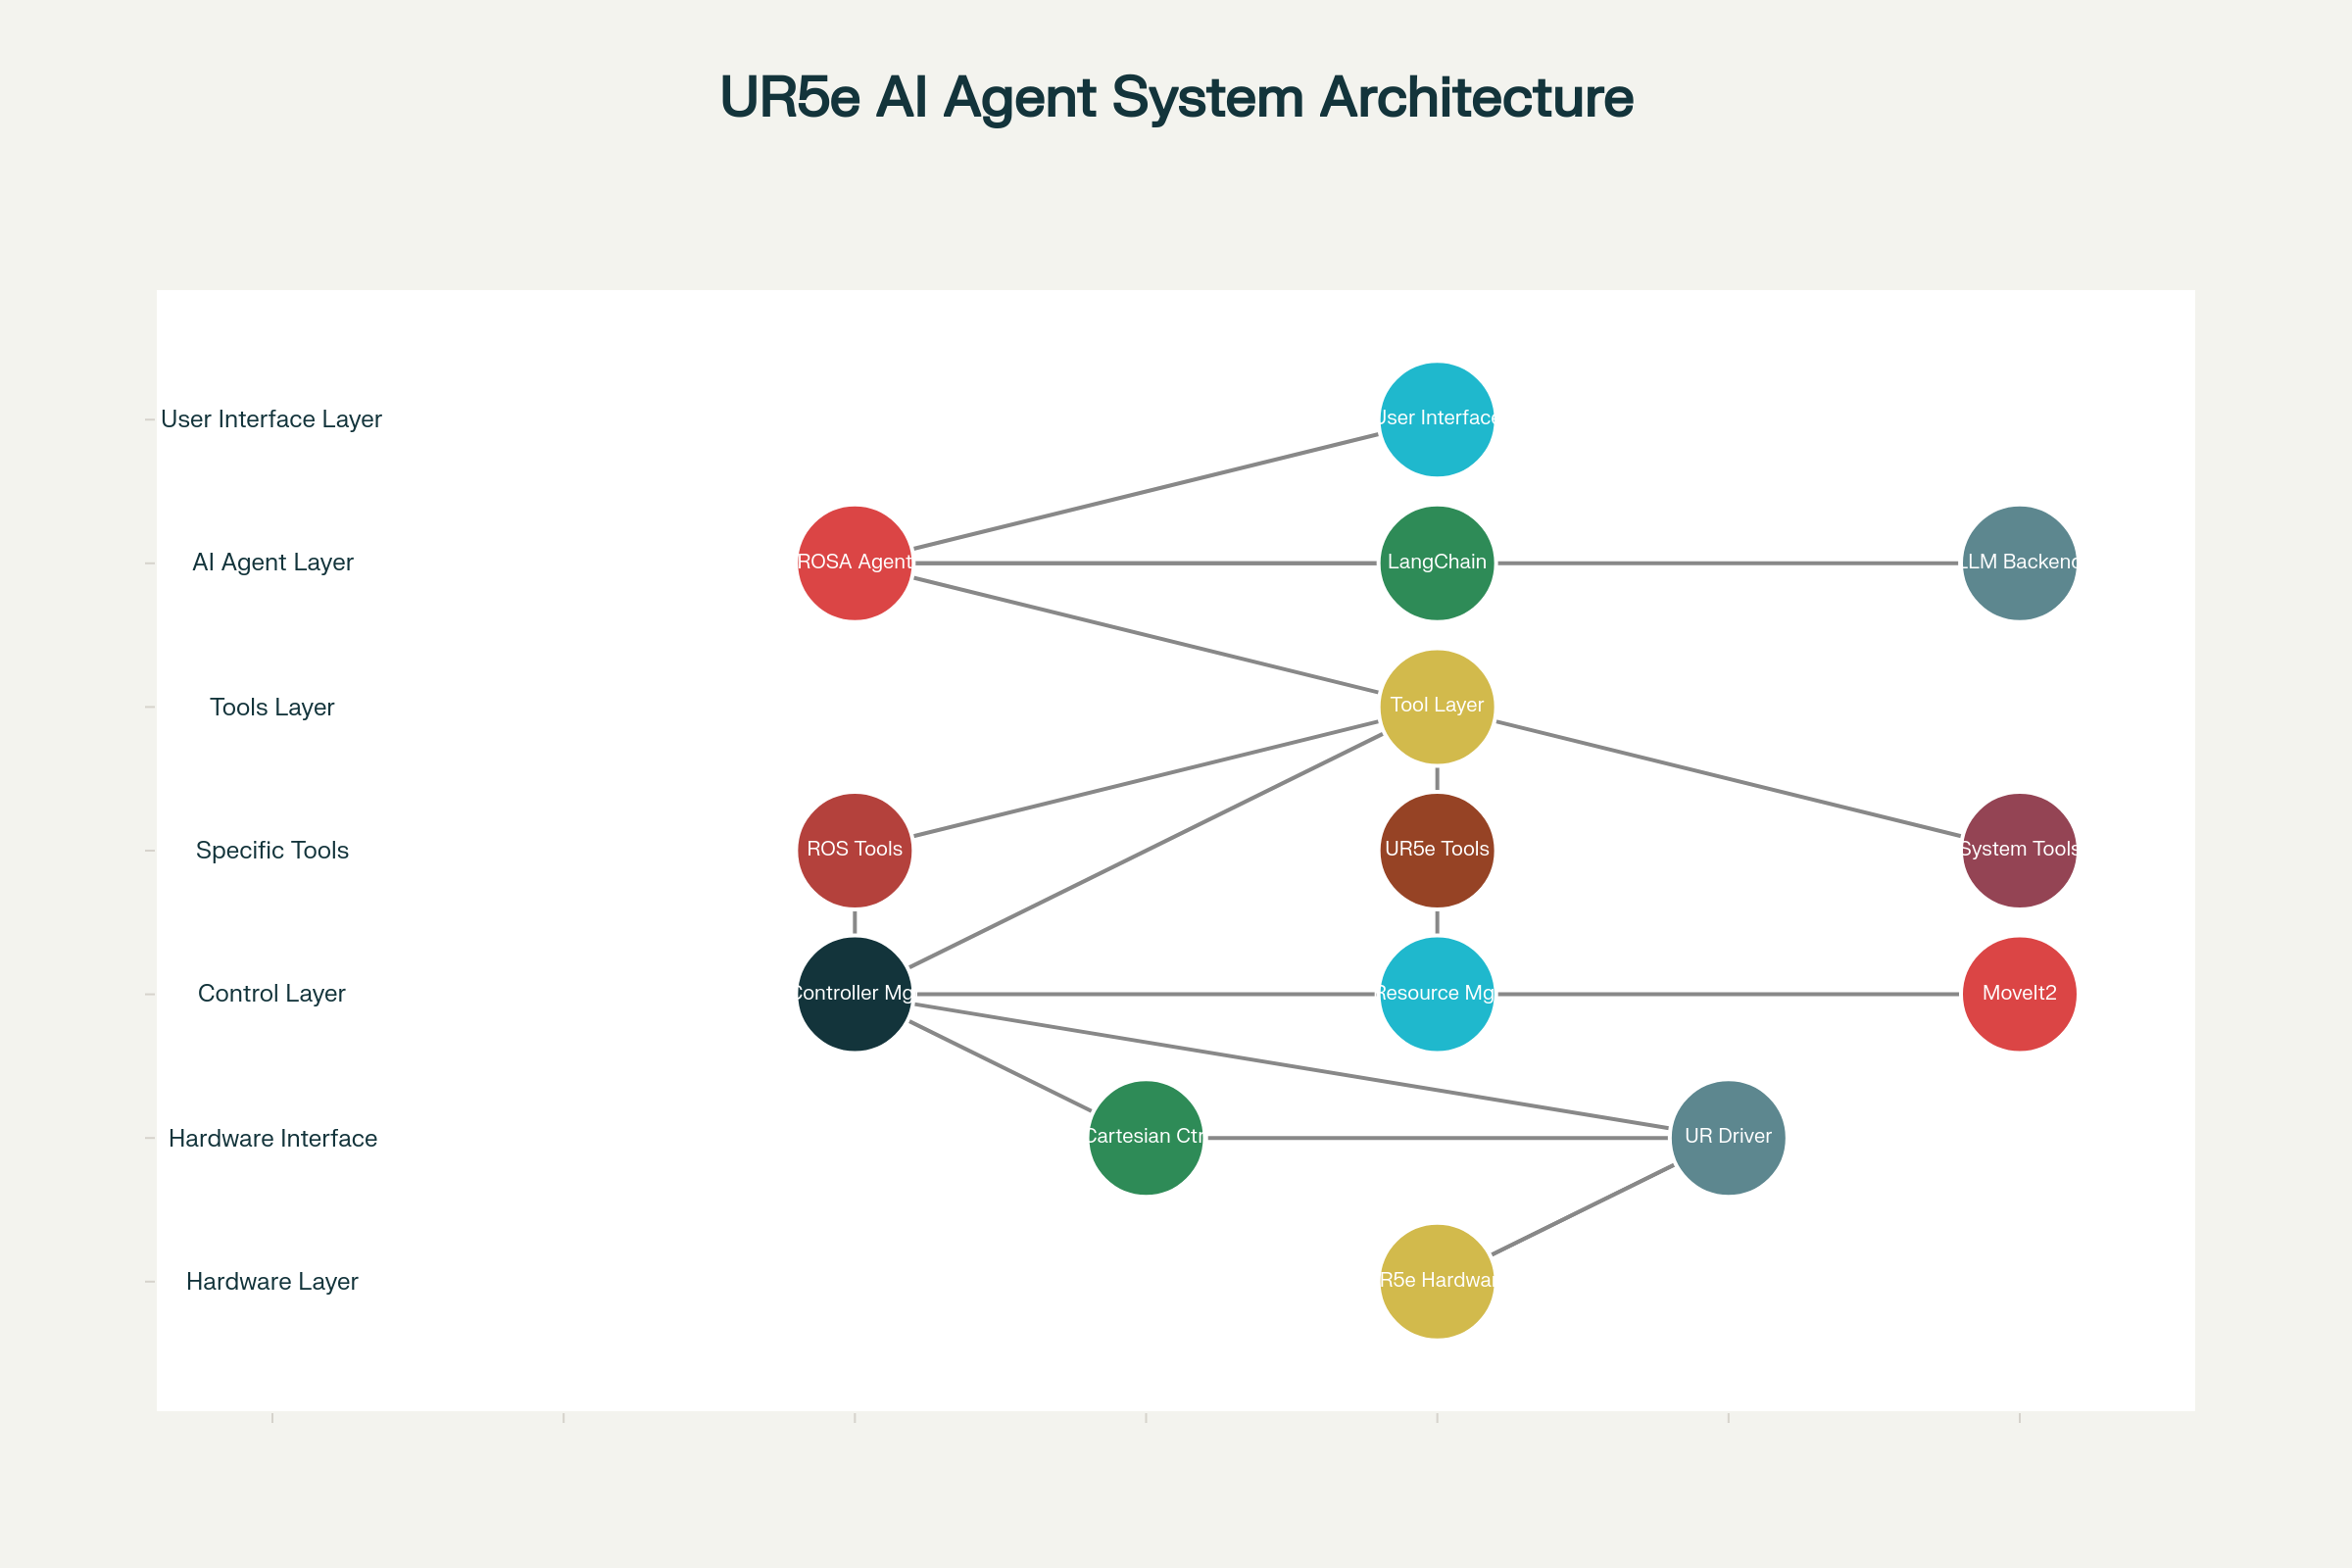 UR5e AI Agent System Architecture
User Interface Layer
User Interface
AI Agent Layer
ROSA Agent
LangChain
LLM Backend
Tools Layer
Tool Layer
Specific Tools
ROS Tools
UR5e Tools
System Tools
Control Layer
Controller Mg
Resource Mg
MoveIt2
Hardware Interface
Cartesian Ctr
UR Driver
Hardware Layer
R5e Hardwar